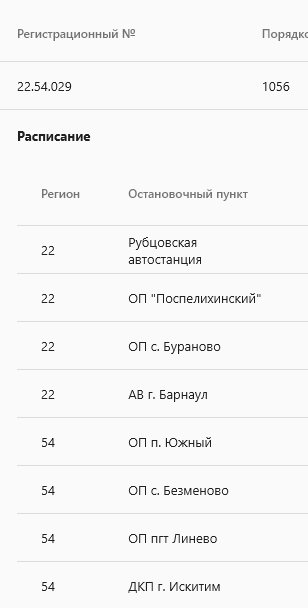 Регистрационный № Порядко
22.54.029 1056
Расписание
Регион Остановочный пункт
22 Рубцовская
автостанция
22 ОП "Поспелихинский"
22 ОП с. Бураново
22 АВ г. Барнаул
54 ОП п. Южный
54 ОП с. Безменово
54 ОП пгт Линево
54 ДКП г. Искитим